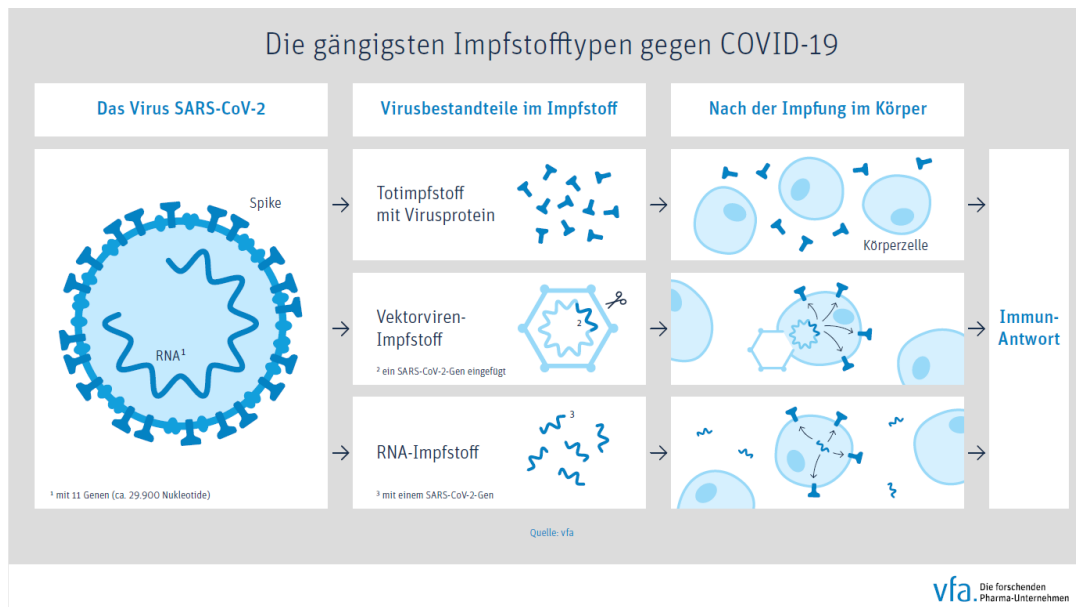 Die gängigsten Impfstofftypen gegen COVID-19
Das Virus SARS-CoV-2
Virusbestandteile im Impfstoff
Nach der Impfung im Körper
Spike
RNA¹
¹ mit 11 Genen (ca. 29.900 Nukleotide)
Totimpfstoff
mit Virusprotein
Körperzelle
Vektorviren-
Impfstoff
2
² ein SARS-CoV-2-Gen eingefügt
RNA-Impfstoff
3
³ mit einem SARS-CoV-2-Gen
Immun-
Antwort
Quelle: vfa
vfa. Die forschenden
Pharma-Unternehmen